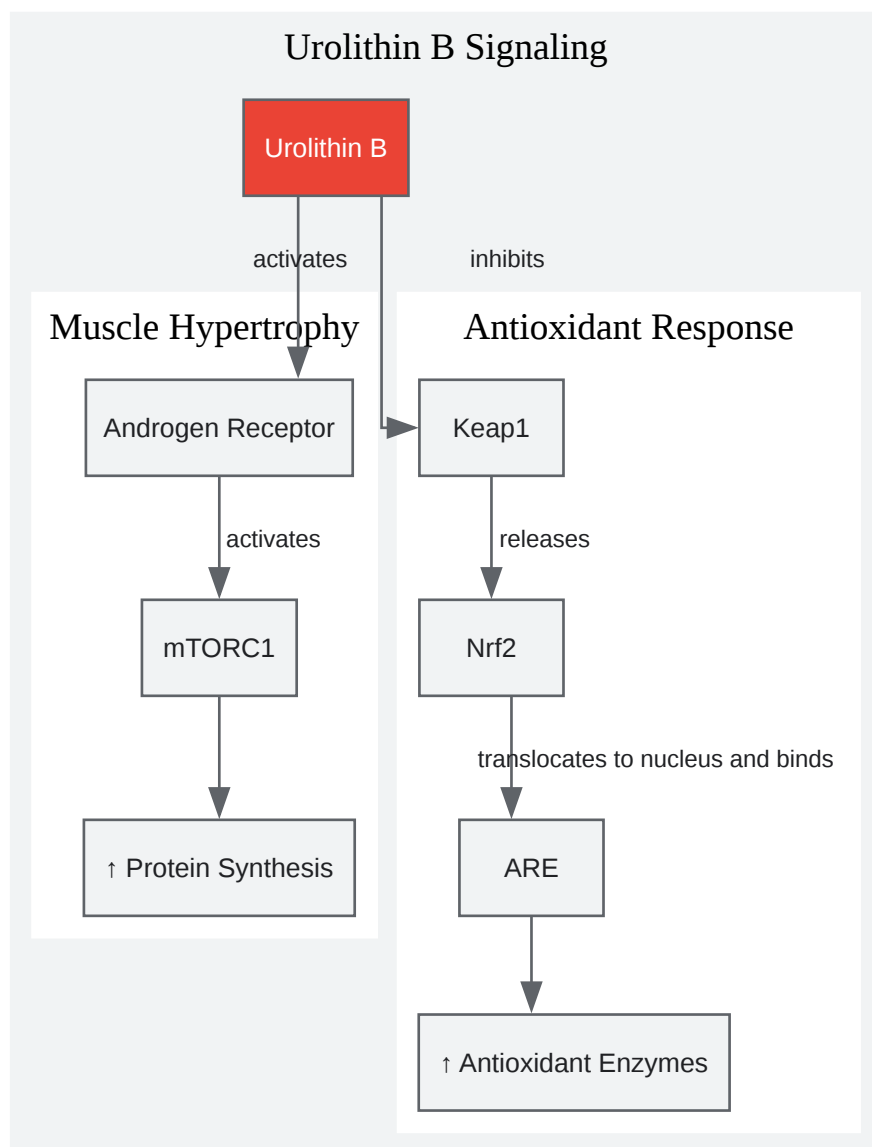 Urolithin B Signaling
Urolithin B
activates
inhibits
Muscle Hypertrophy
Antioxidant Response
Androgen Receptor
Keap1
activates
releases
mTORC1
Nrf2
translocates to nucleus and binds
↑ Protein Synthesis
ARE
↑ Antioxidant Enzymes